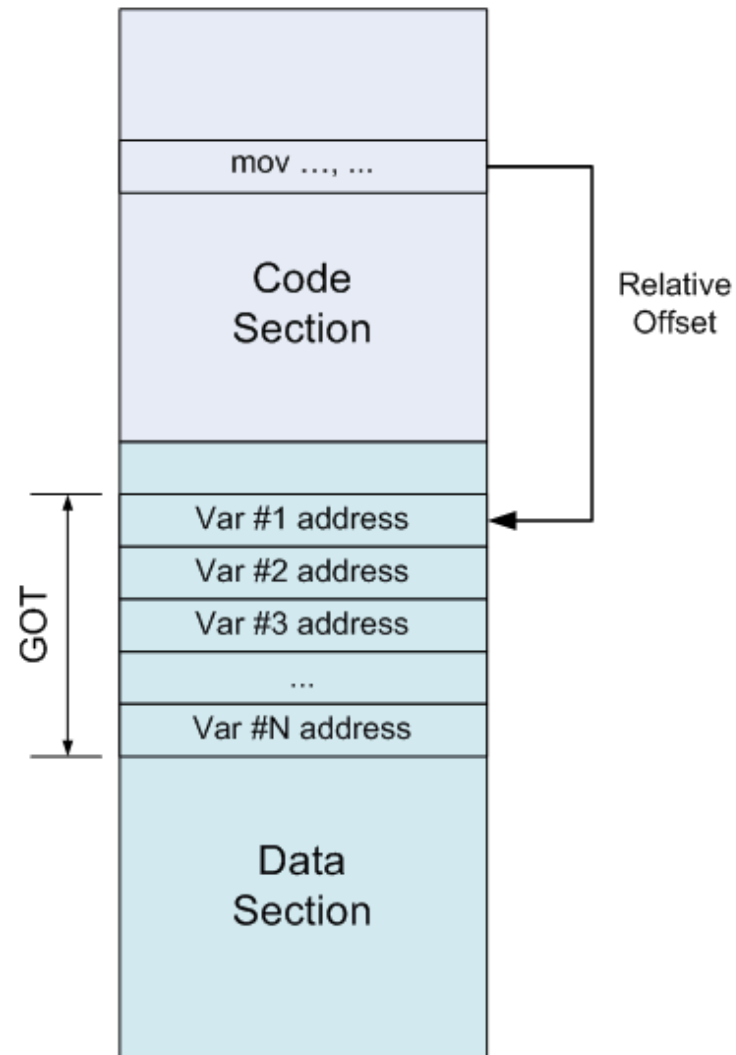 mov ..., ...
Code
Section
Relative
Offset
Var #1 address
Var #2 address
Var #3 address
...
Var #N address
GOT
Data
Section